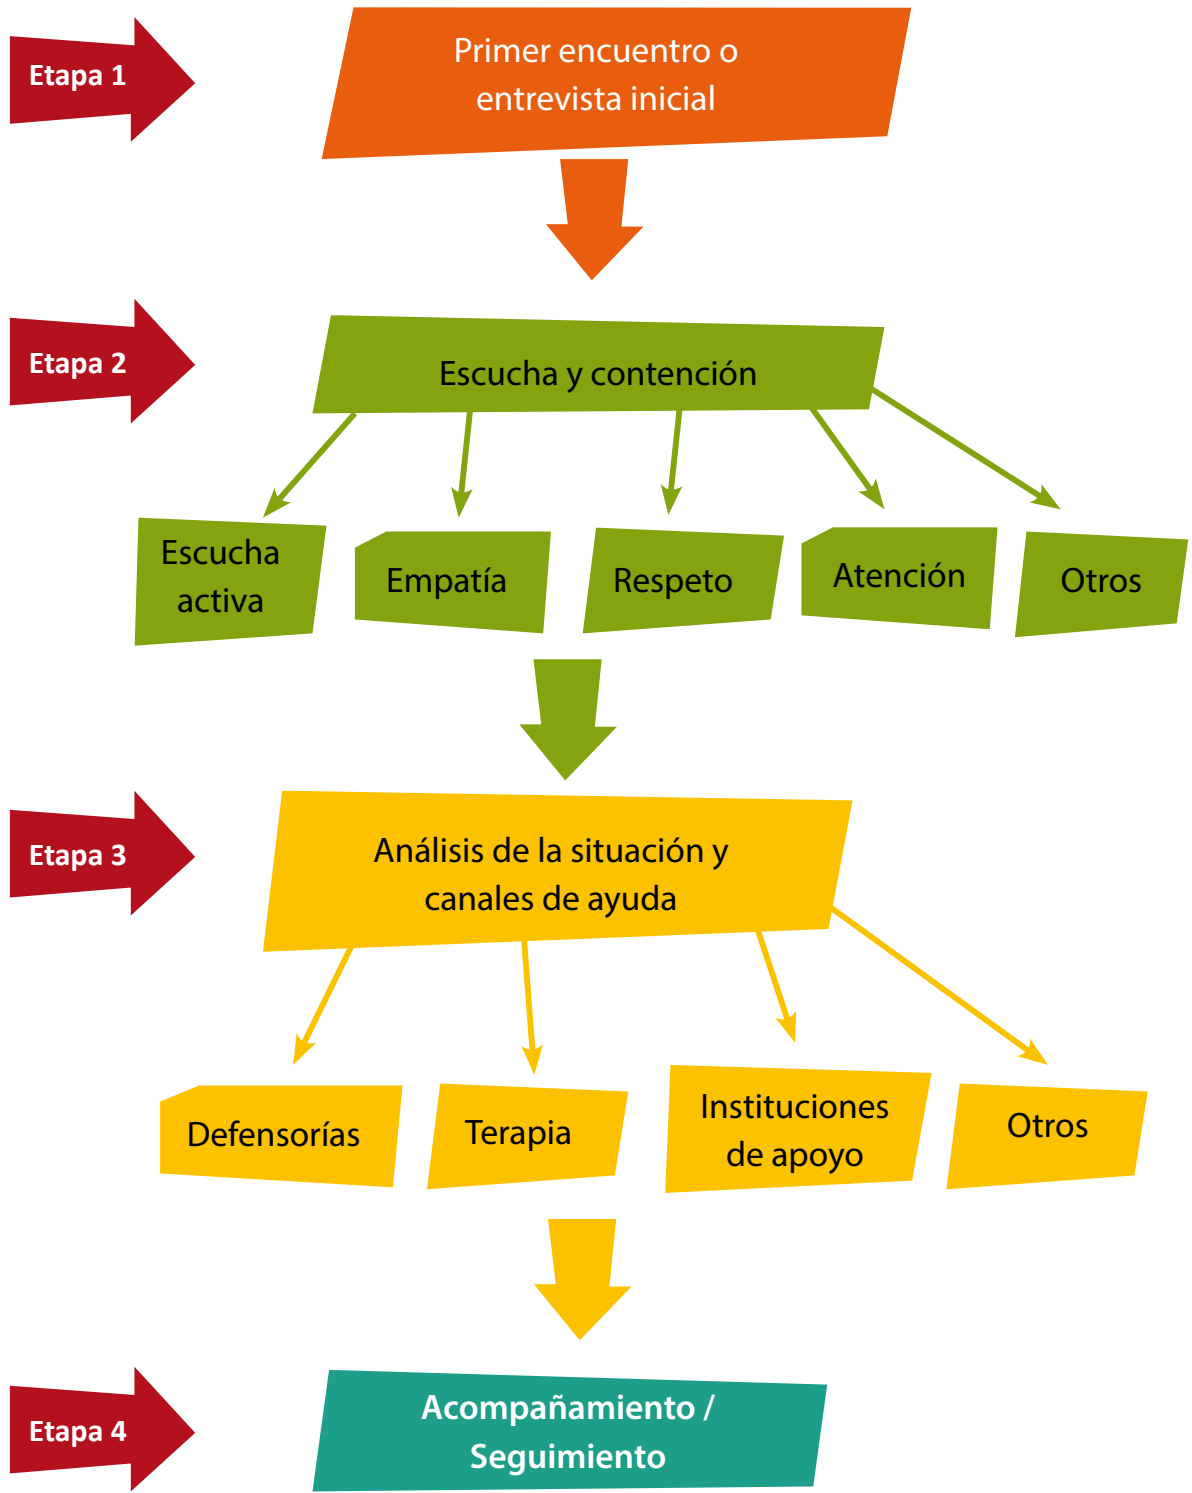 Etapa 1
Primer encuentro o
entrevista inicial
Etapa 2
Escucha y contención
Escucha
activa
Empatía
Respeto
Atención
Otros
Etapa 3
Análisis de la situación y
canales de ayuda
Defensorías
Terapia
Instituciones
de apoyo
Otros
Etapa 4
Acompañamiento /
Seguimiento